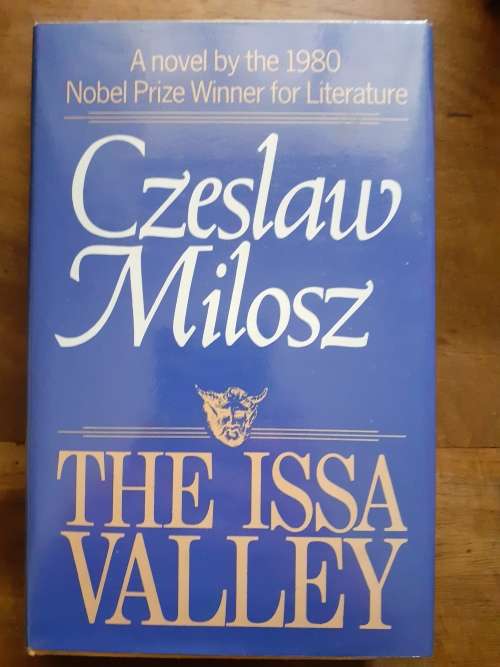 A novel by the 1980
Nobel Prize Winner for Literature
Czeslaw
Milosz
THE ISSA
VALLEY